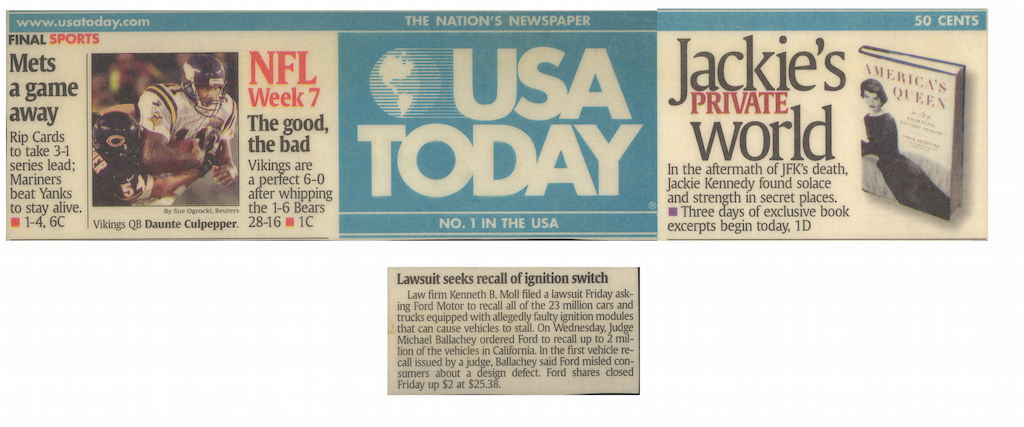 www.usatoday.com
THE NATION'S NEWSPAPER
50 CENTS
FINAL SPORTS
Mets
a game
away
Rip Cards
to take 3-1
series lead;
Mariners
beat Yanks
to stay alive.
1-4, 6C
By Sue Ogrocki, Reuters
Vikings QB Daunte Culpepper.
NFL
Week 7
The good,
the bad
Vikings are
a perfect 6-0
after whipping
the 1-6 Bears
28-16 1C
USA
TODAY
®
NO. 1 IN THE USA
Jackie's
PRIVATE
world
In the aftermath of JFK's death,
Jackie Kennedy found solace
and strength in secret places.
Three days of exclusive book
excerpts begin today, 1D
AMERICA'S
QUEEN
Lawsuit seeks recall of ignition switch
Law firm Kenneth B. Moll filed a lawsuit Friday ask-
ing Ford Motor to recall all of the 23 million cars and
trucks equipped with allegedly faulty ignition modules
that can cause vehicles to stall. On Wednesday, Judge
Michael Ballachey ordered Ford to recall up to 2 mil-
lion of the vehicles in California. In the first vehicle re-
call issued by a judge, Ballachey said Ford misled con-
sumers about a design defect. Ford shares closed
Friday up $2 at $25.38.